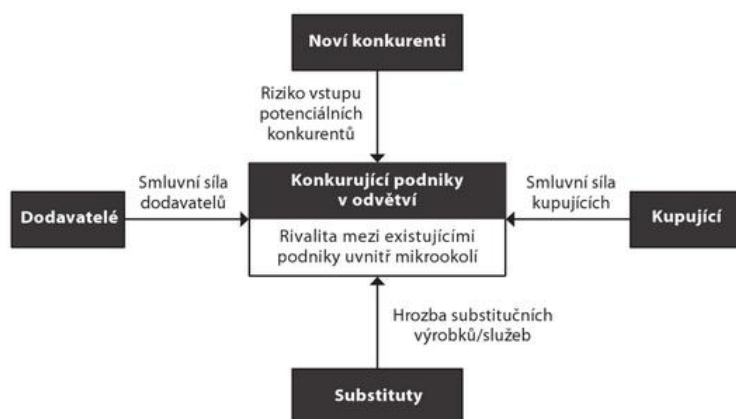 Noví konkurenti
Riziko vstupu
potenciálních
konkurentů
Smluvní síla
dodavatelů
Konkurující podniky
v odvětví
Smluvní síla
kupujících
Dodavatelé
Kupující
Rivalita mezi existujícími
podniky uvnitř mikrookolí
Hrozba substitučních
výrobků/služeb
Substituty